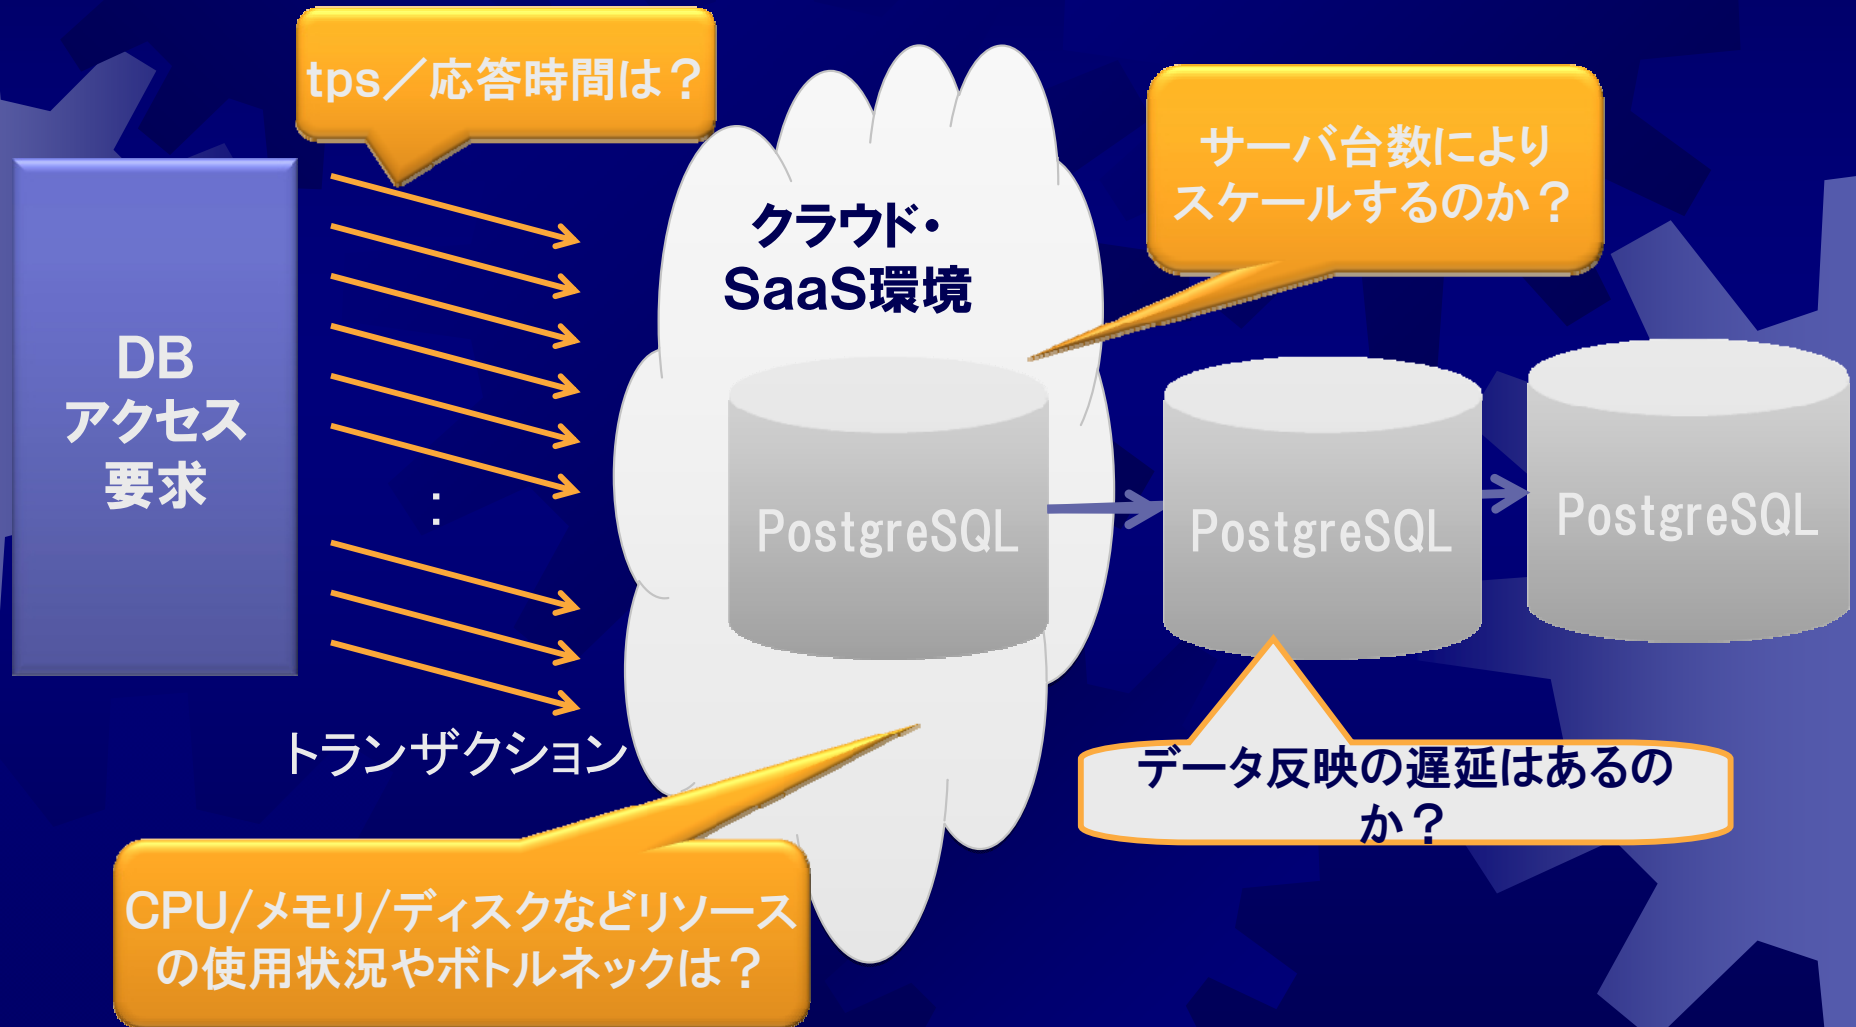 tps／応答時間は？
サーバ台数により
スケールするのか？
クラウド・
SaaS環境
DB
アクセス
要求
：
PostgreSQL
PostgreSQL
PostgreSQL
トランザクション
データ反映の遅延はあるの
か？
CPU/メモリ/ディスクなどリソース
の使用状況やボトルネックは？